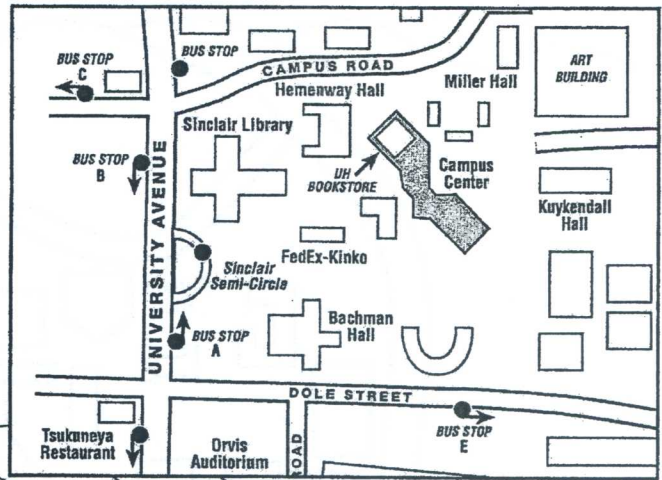 BUS STOP
C
BUS STOP
CAMPUS ROAD
Hemenway Hall
Miller Hall
ART
BUILDING
Sinclair Library
BUS STOP
B
UH
BOOKSTORE
Campus
Center
Kuykendall
Hall
UNIVERSITY AVENUE
FedEx-Kinko
Sinclair
Semi-Circle
BUS STOP
A
Bachman
Hall
DOLE STREET
BUS STOP
E
Tsukuneya
Restaurant
Orvis
Auditorium
ROAD